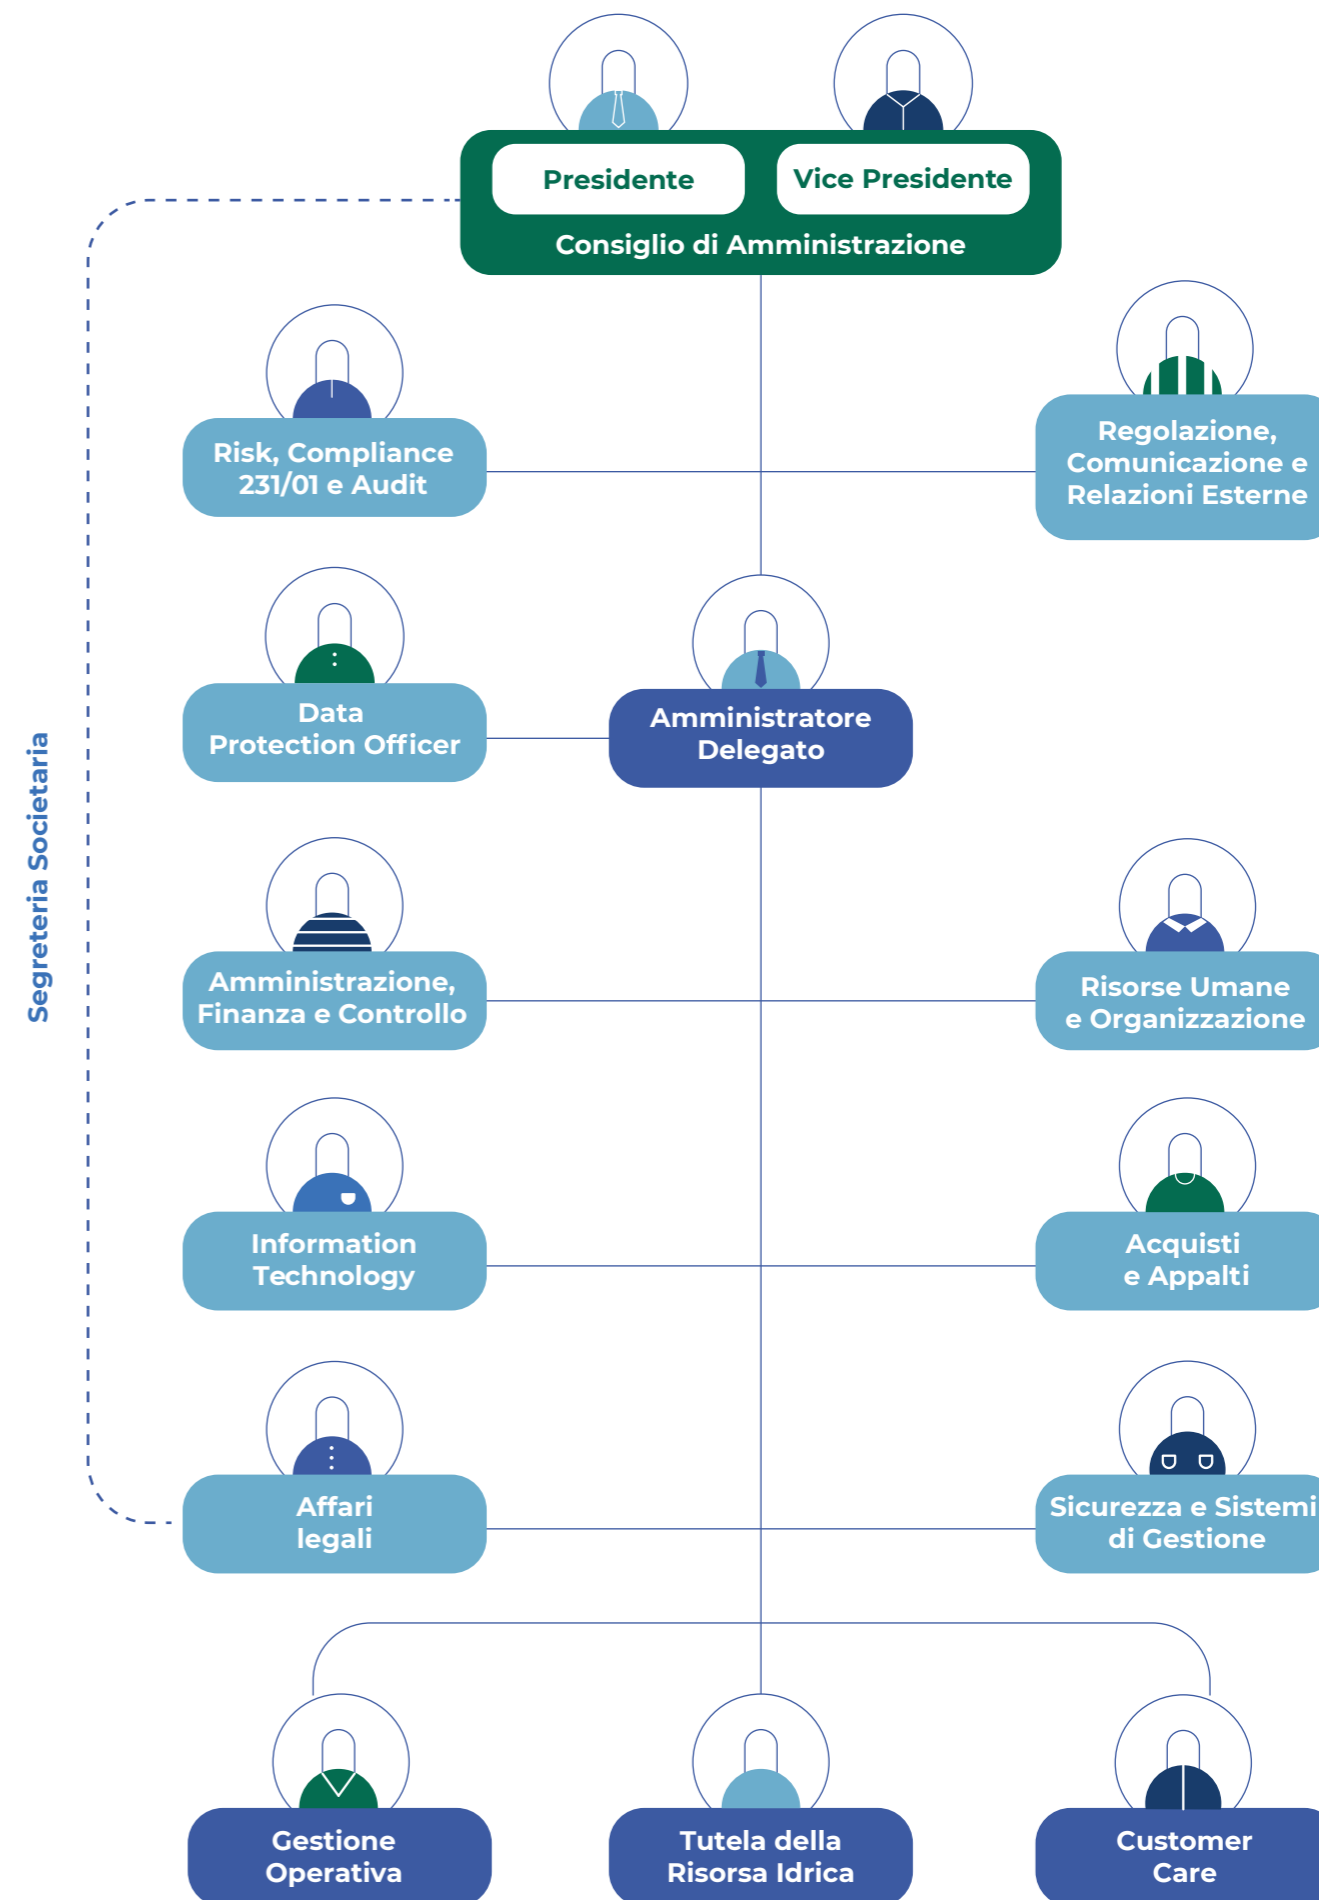 Presidente
Vice Presidente
Consiglio di Amministrazione
Risk, Compliance
231/01 e Audit
Regolazione,
Comunicazione e
Relazioni Esterne
Data
Protection Officer
Amministratore
Delegato
Segreteria Societaria
Amministrazione,
Finanza e Controllo
Risorse Umane
e Organizzazione
Information
Technology
Acquisti
e Appalti
Affari
legali
Sicurezza e Sistemi
di Gestione
Gestione
Operativa
Tutela della
Risorsa Idrica
Customer
Care